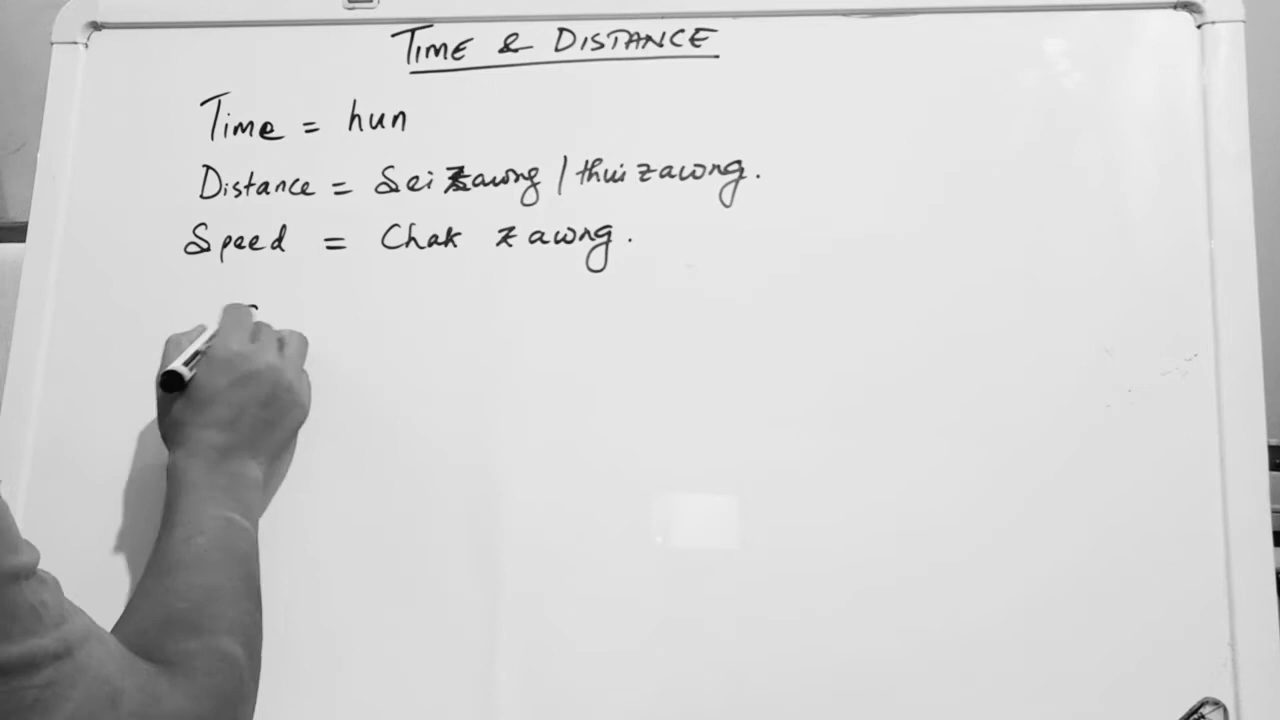 TIME & DISTANCE
Time = hun
Distance = Sei zawng / thui zawng.
Speed = Chak zawng.